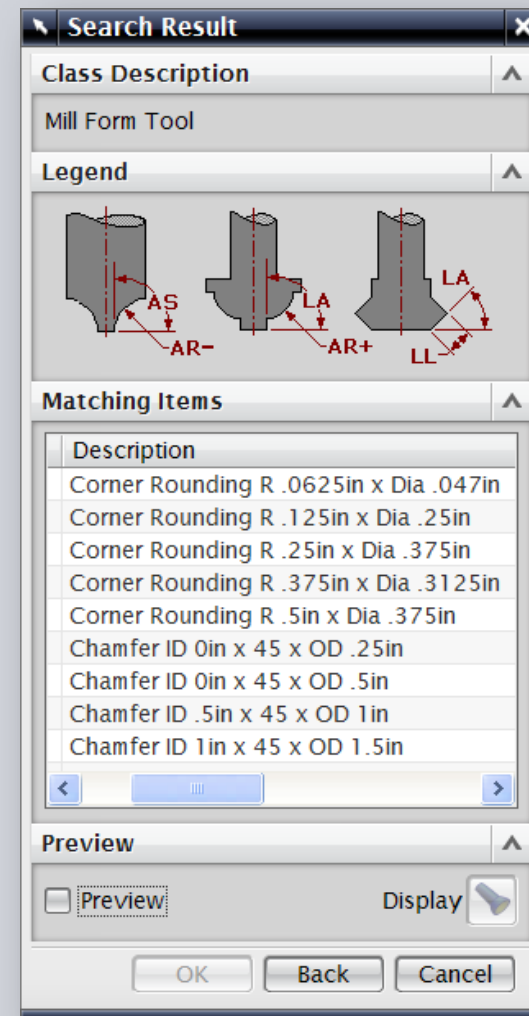 Search Result
Class Description
Mill Form Tool
Legend
AS
AR-
LA
AR+
LA
LL
Matching Items
Description
Corner Rounding R .0625in x Dia .047in
Corner Rounding R .125in x Dia .25in
Corner Rounding R .25in x Dia .375in
Corner Rounding R .375in x Dia .3125in
Corner Rounding R .5in x Dia .375in
Chamfer ID 0in x 45 x OD .25in
Chamfer ID 0in x 45 x OD .5in
Chamfer ID .5in x 45 x OD 1in
Chamfer ID 1in x 45 x OD 1.5in
Preview
Preview Display
OK Back Cancel